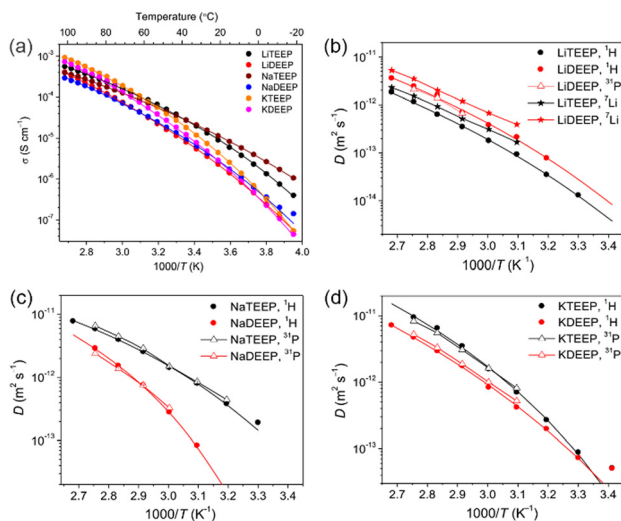 Temperature (°C)
100 80 60 40 20 0 -20
(a)
10⁻³
10⁻⁴
10⁻⁵
10⁻⁶
10⁻⁷
σ (S cm⁻¹)
LiTEEP
LiDEEP
NaTEEP
NaDEEP
KTEEP
KDEEP
2.8 3.0 3.2 3.4 3.6 3.8 4.0
1000/T (K)
(b)
10⁻¹¹
10⁻¹²
10⁻¹³
10⁻¹⁴
D (m² s⁻¹)
LiTEEP, ¹H
LiDEEP, ¹H
LiDEEP, ³¹P
LiTEEP, ⁷Li
LiDEEP, ⁷Li
2.7 2.8 2.9 3.0 3.1 3.2 3.3 3.4
1000/T (K⁻¹)
(c)
10⁻¹¹
10⁻¹²
10⁻¹³
D (m² s⁻¹)
NaTEEP, ¹H
NaDEEP, ¹H
NaTEEP, ³¹P
NaDEEP, ³¹P
2.7 2.8 2.9 3.0 3.1 3.2 3.3
1000/T (K⁻¹)
(d)
10⁻¹¹
10⁻¹²
10⁻¹³
D (m² s⁻¹)
KTEEP, ¹H
KDEEP, ¹H
KTEEP, ³¹P
KDEEP, ³¹P
2.7 2.8 2.9 3.0 3.1 3.2 3.3 3.4
1000/T (K⁻¹)